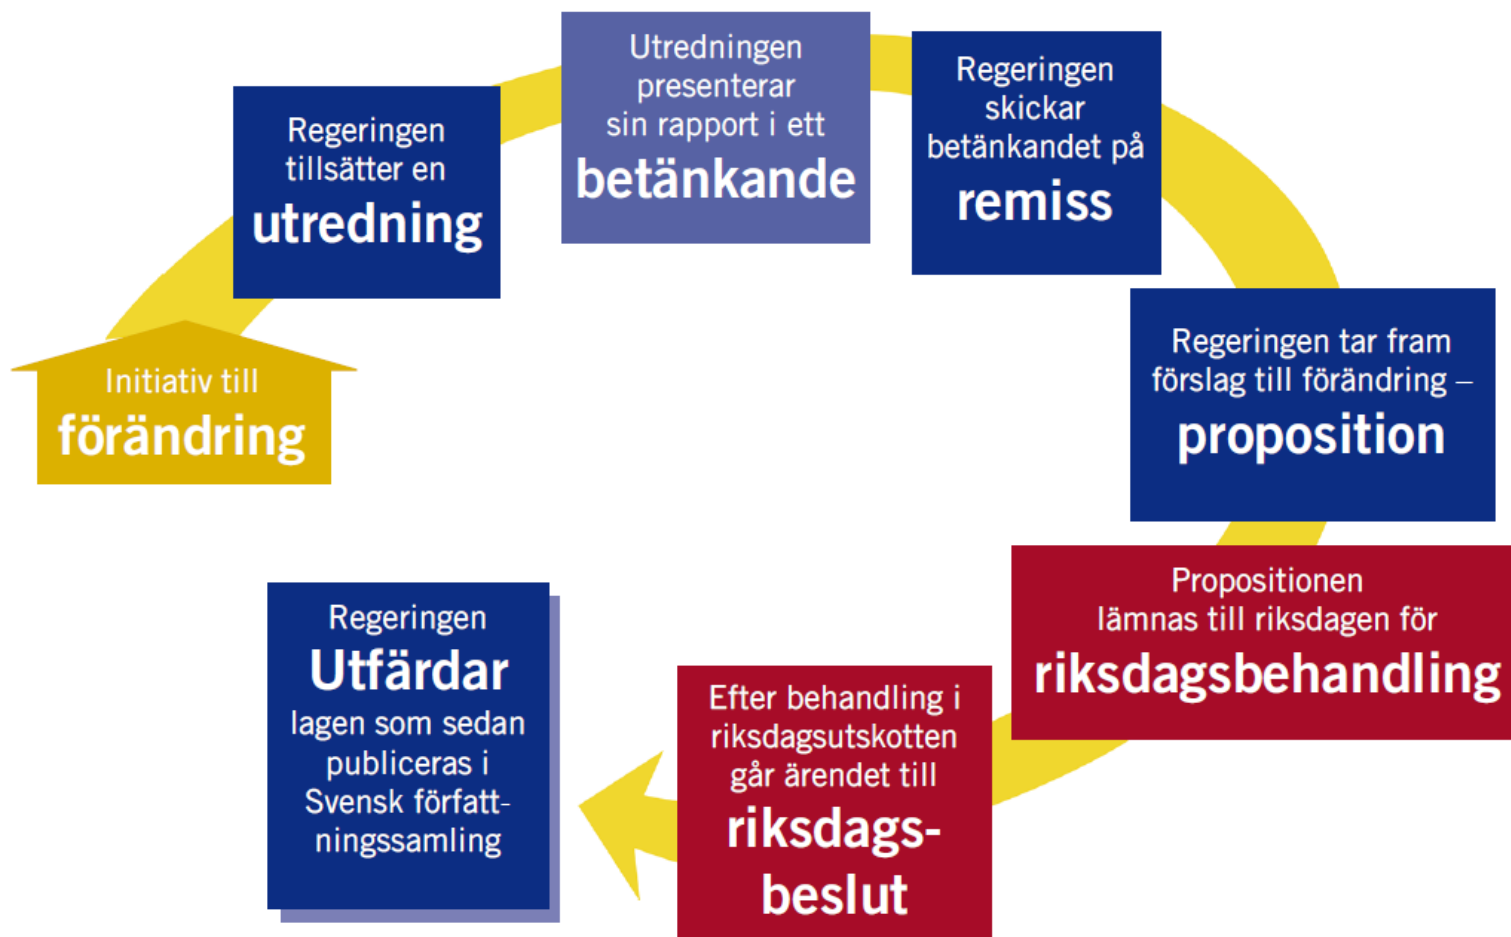 Initiativ till
förändring
Regeringen
tillsätter en
utredning
Utredningen
presenterar
sin rapport i ett
betänkande
Regeringen
skickar
betänkandet på
remiss
Regeringen tar fram
förslag till förändring –
proposition
Propositionen
lämnas till riksdagen för
riksdagsbehandling
Efter behandling i
riksdagsutskotten
går ärendet till
riksdags-
beslut
Regeringen
Utfärdar
lagen som sedan
publiceras i
Svensk författ-
ningssamling